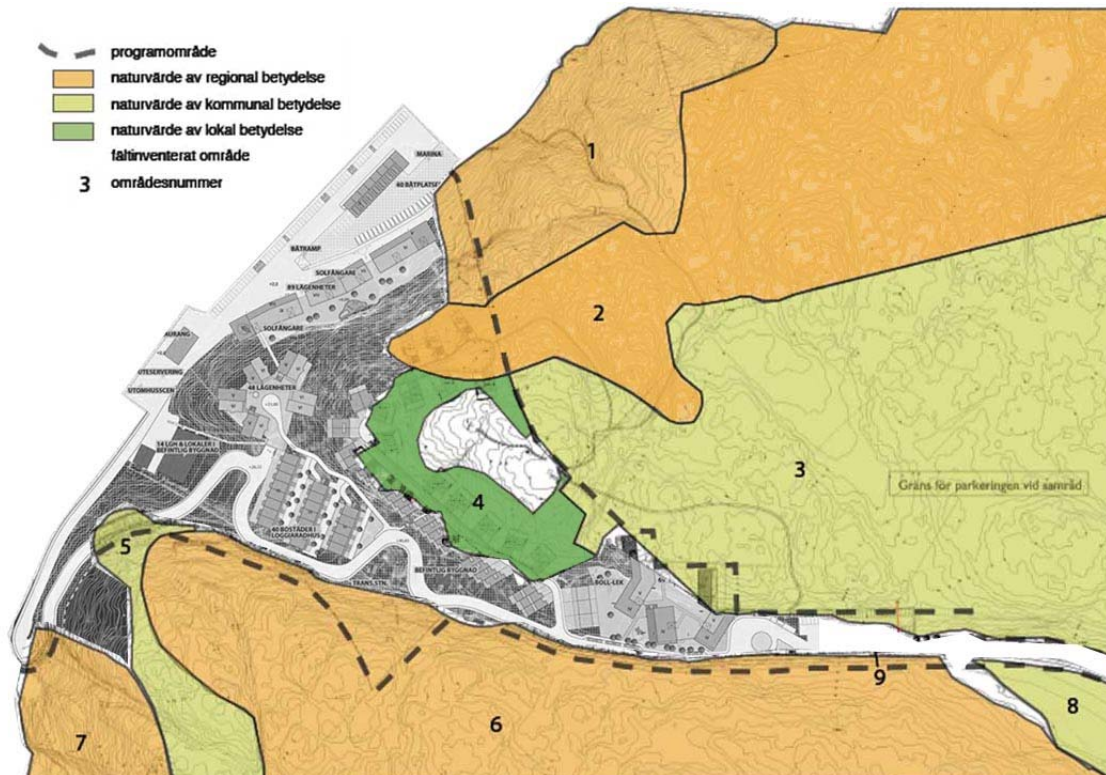 programområde
naturvärde av regional betydelse
naturvärde av kommunal betydelse
naturvärde av lokal betydelse
fältinventerat område
3 områdesnummer
MARINA
40 BÅTPLATSER
BÅTRAMP
SOLFÅNGARE
89 LÄGENHETER
SOLFÅNGARE
UTESERVERING
UTOMHUSSCEN
44 LÄGENHETER
14 LGH & LOKALER I
BEFINTLIG BYGGNAD
40 BOSTÄDER I
LOGGIARADHUS
TRANS.STN.
BEFINTLIG BYGGNAD
BOLL-LEK
Gräns för parkeringen vid samråd
1
2
3
4
5
6
7
8
9